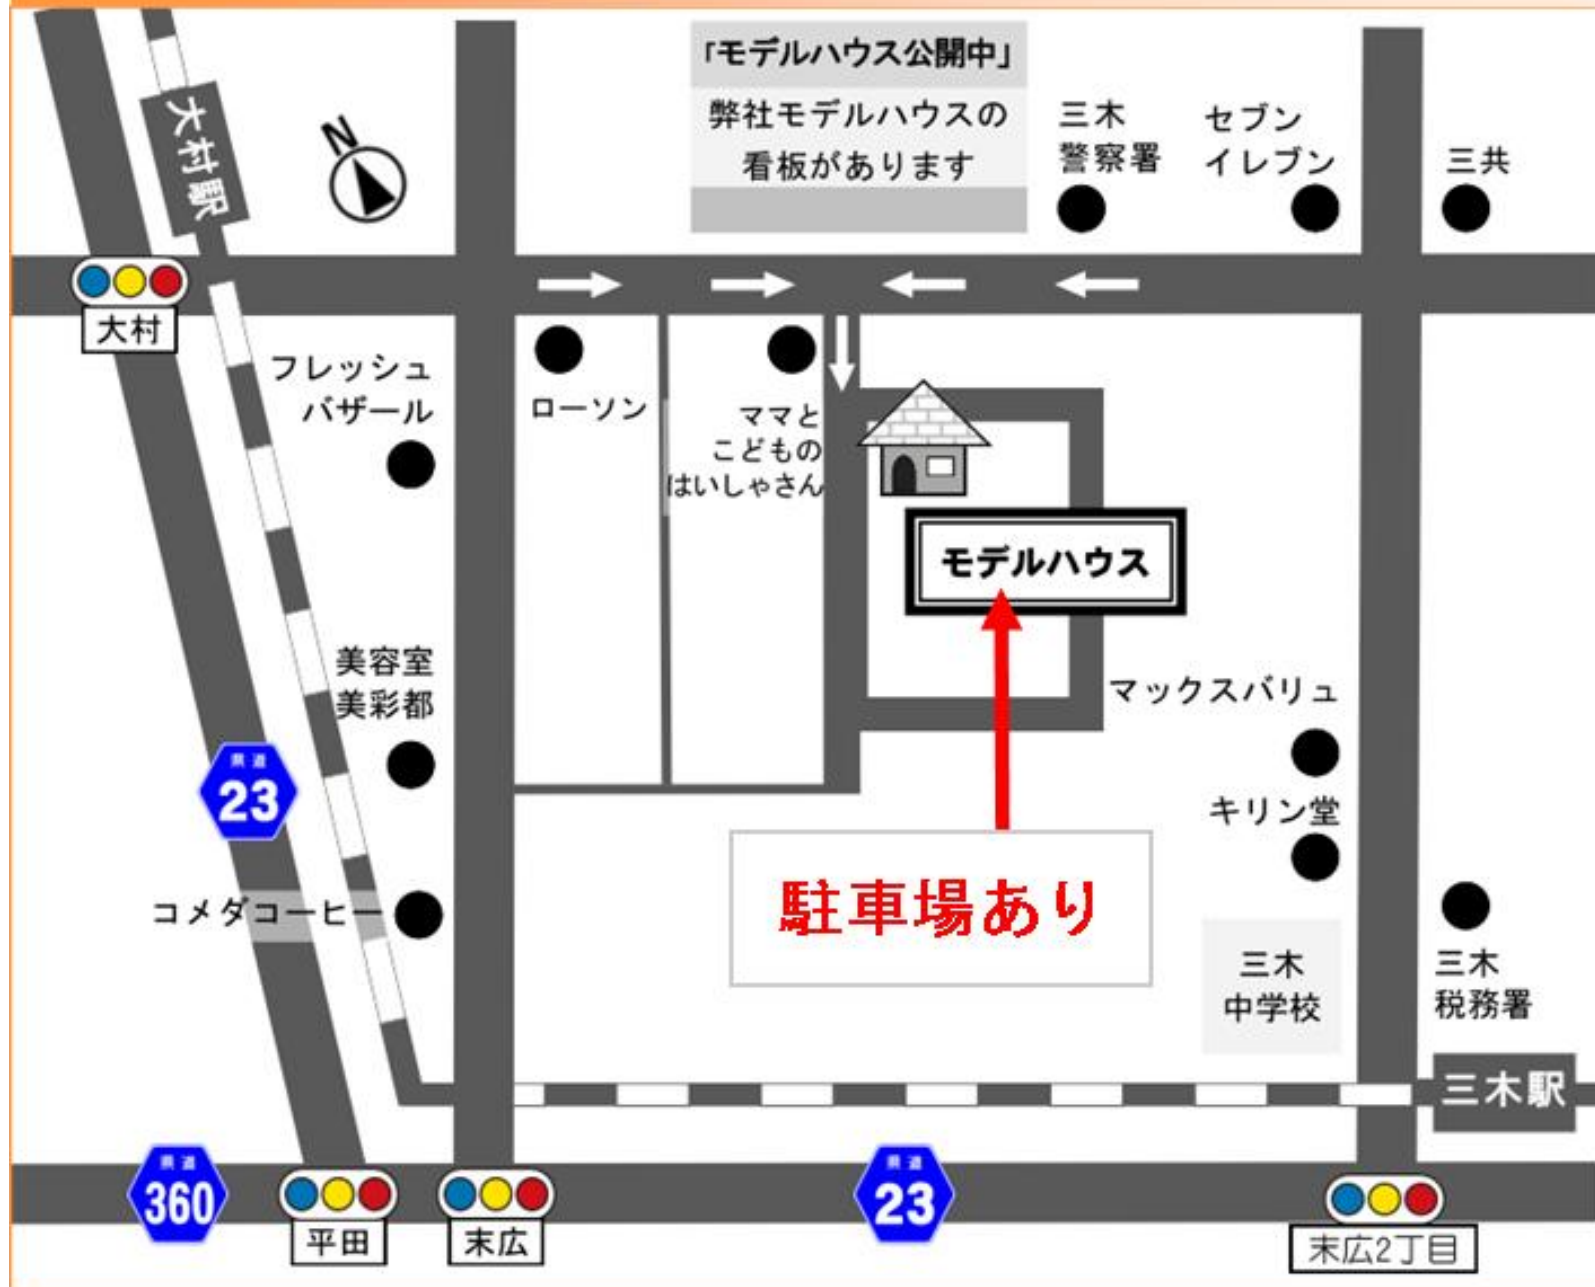 「モデルハウス公開中」
弊社モデルハウスの
看板があります
大村駅
N
三木
警察署
セブン
イレブン
三共
大村
フレッシュ
バザール
ローソン
ママと
こどもの
はいしゃさん
モデルハウス
美容室
美彩都
マックスバリュ
県道
23
キリン堂
コメダコーヒー
駐車場あり
三木
中学校
三木
税務署
三木駅
県道
360
平田
末広
県道
23
末広2丁目